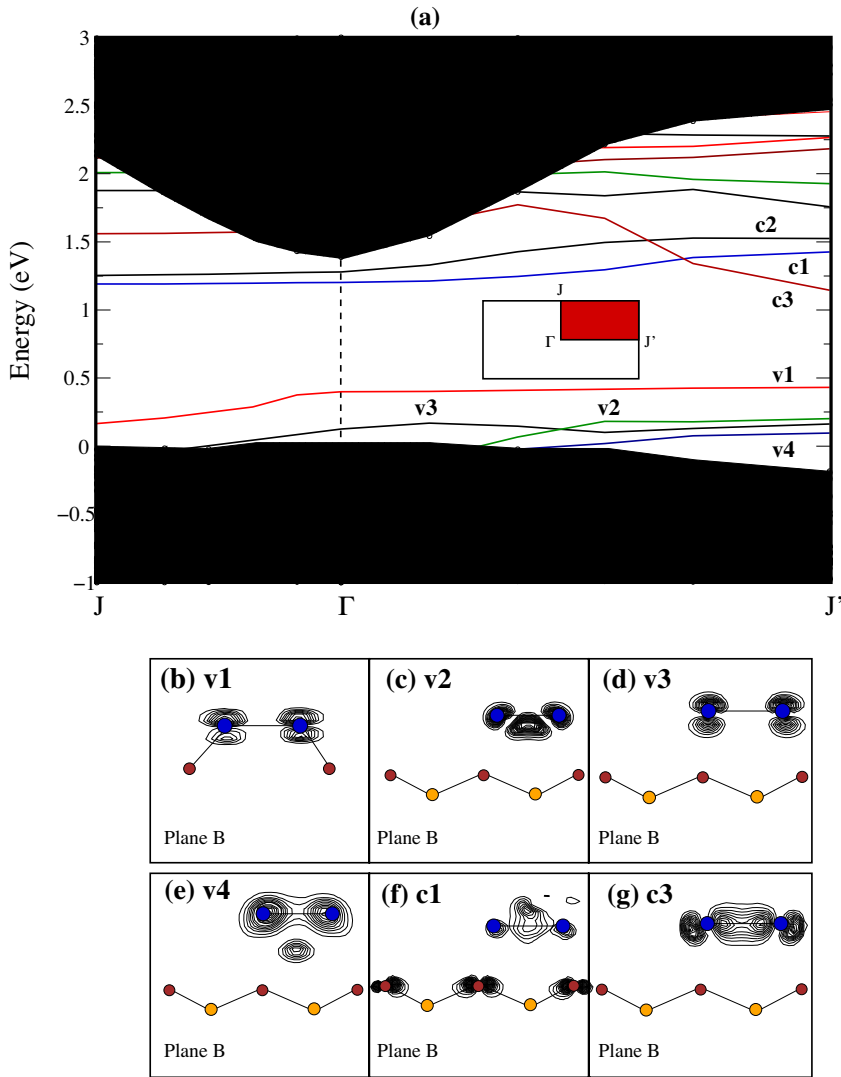 (a)
3
2.5
2
1.5
1
0.5
0
−0.5
−1
Energy (eV)
c2
c1
c3
J
Γ
J'
v1
v3
v2
v4
J
Γ
J'
(b) v1
Plane B
(c) v2
Plane B
(d) v3
Plane B
(e) v4
Plane B
(f) c1
Plane B
(g) c3
Plane B